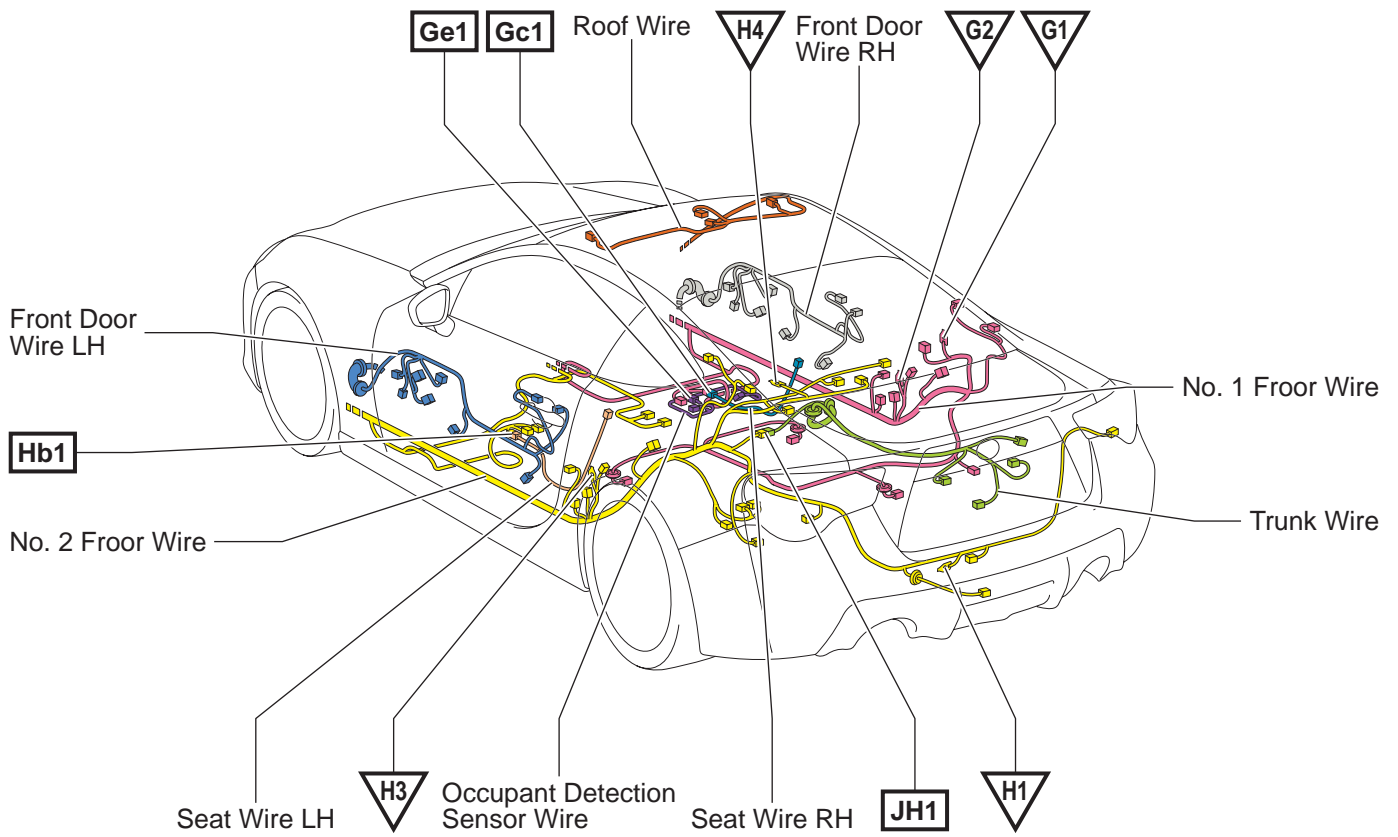 Ge1
Gc1
Roof Wire
H4
Front Door
Wire RH
G2
G1
Front Door
Wire LH
No. 1 Froor Wire
Hb1
No. 2 Froor Wire
Trunk Wire
Seat Wire LH
H3
Occupant Detection
Sensor Wire
Seat Wire RH
JH1
H1